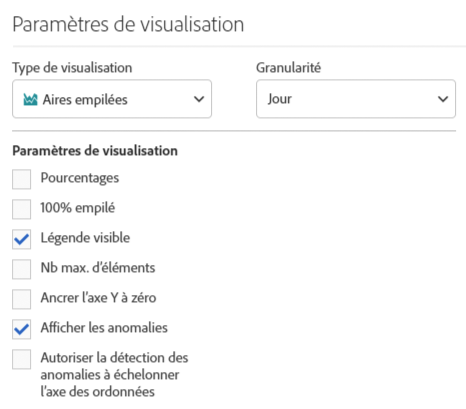 Paramètres de visualisation
Type de visualisation
Granularité
Aires empilées
Jour
Paramètres de visualisation
Pourcentages
100% empilé
Légende visible
Nb max. d'éléments
Ancrer l'axe Y à zéro
Afficher les anomalies
Autoriser la détection des
anomalies à échelonner
l'axe des ordonnées